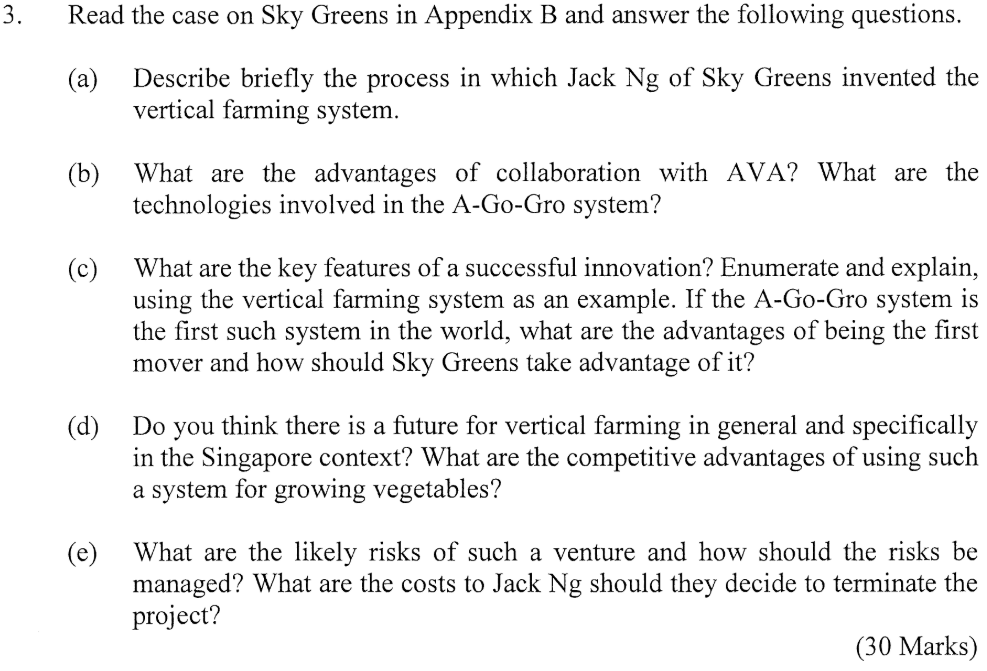 3. Read the case on Sky Greens in Appendix B and answer the following questions.
(a) Describe briefly the process in which Jack Ng of Sky Greens invented the
vertical farming system.
(b) What are the advantages of collaboration with AVA? What are the
technologies involved in the A-Go-Gro system?
(c) What are the key features of a successful innovation? Enumerate and explain,
using the vertical farming system as an example. If the A-Go-Gro system is
the first such system in the world, what are the advantages of being the first
mover and how should Sky Greens take advantage of it?
(d) Do you think there is a future for vertical farming in general and specifically
in the Singapore context? What are the competitive advantages of using such
a system for growing vegetables?
(e) What are the likely risks of such a venture and how should the risks be
managed? What are the costs to Jack Ng should they decide to terminate the
project?
(30 Marks)